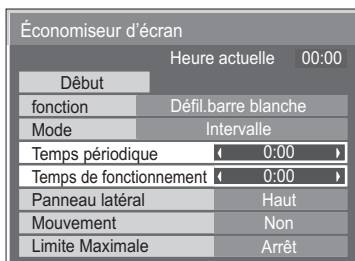 Économiseur d'écran
Heure actuelle 00:00
Début
fonction Défil.barre blanche
Mode Intervalle
Temps périodique 0:00
Temps de fonctionnement 0:00
Panneau latéral Haut
Mouvement Non
Limite Maximale Arrêt